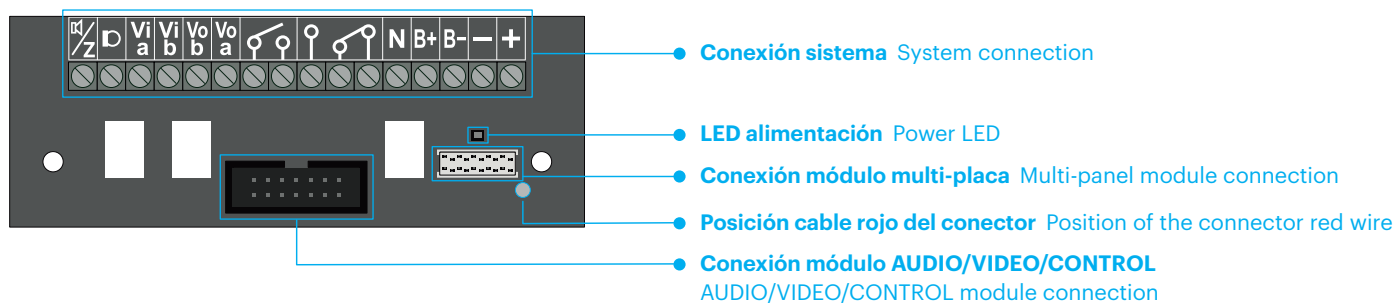 /Z Vi a Vi b Vo b Vo a N B+ B- — +
Conexión sistema System connection
LED alimentación Power LED
Conexión módulo multi-placa Multi-panel module connection
Posición cable rojo del conector Position of the connector red wire
Conexión módulo AUDIO/VIDEO/CONTROL
AUDIO/VIDEO/CONTROL module connection